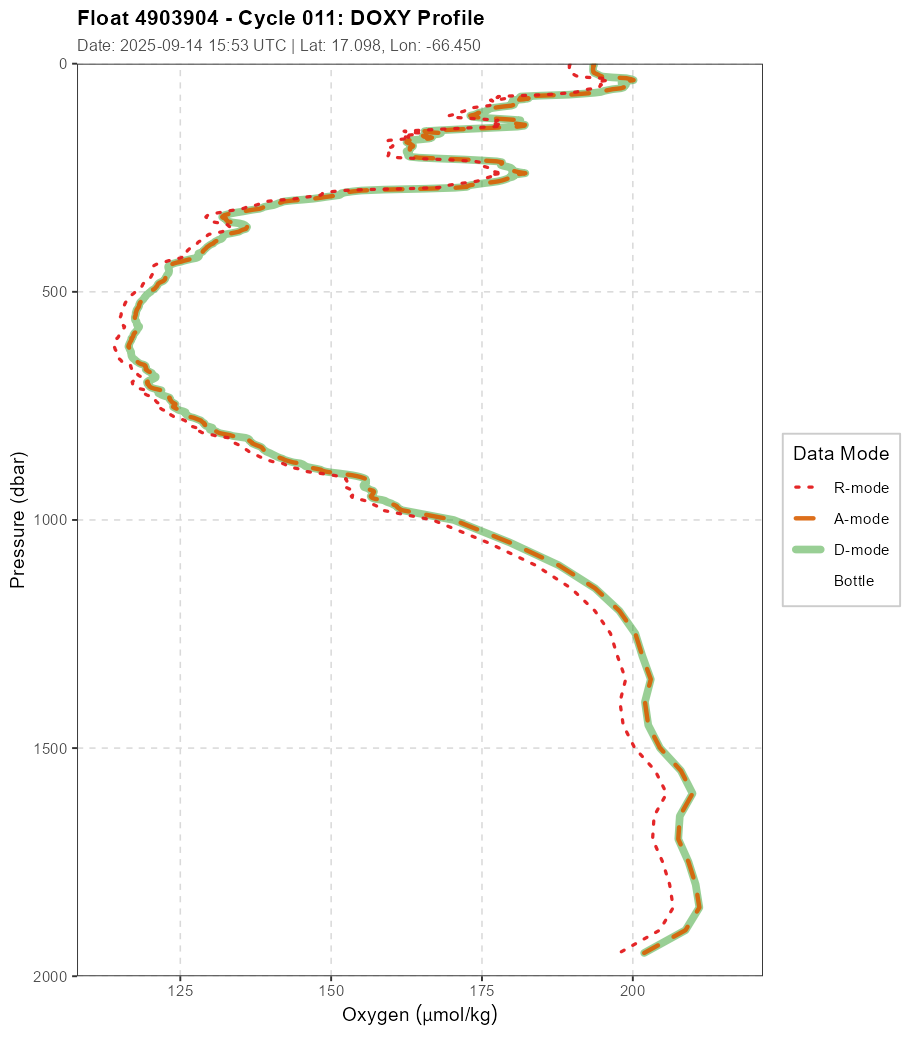 Float 4903904 - Cycle 011: DOXY Profile
Date: 2025-09-14 15:53 UTC | Lat: 17.098, Lon: -66.450
0
500
1000
1500
2000
Pressure (dbar)
125
150
175
200
Oxygen (µmol/kg)
Data Mode
R-mode
A-mode
D-mode
Bottle